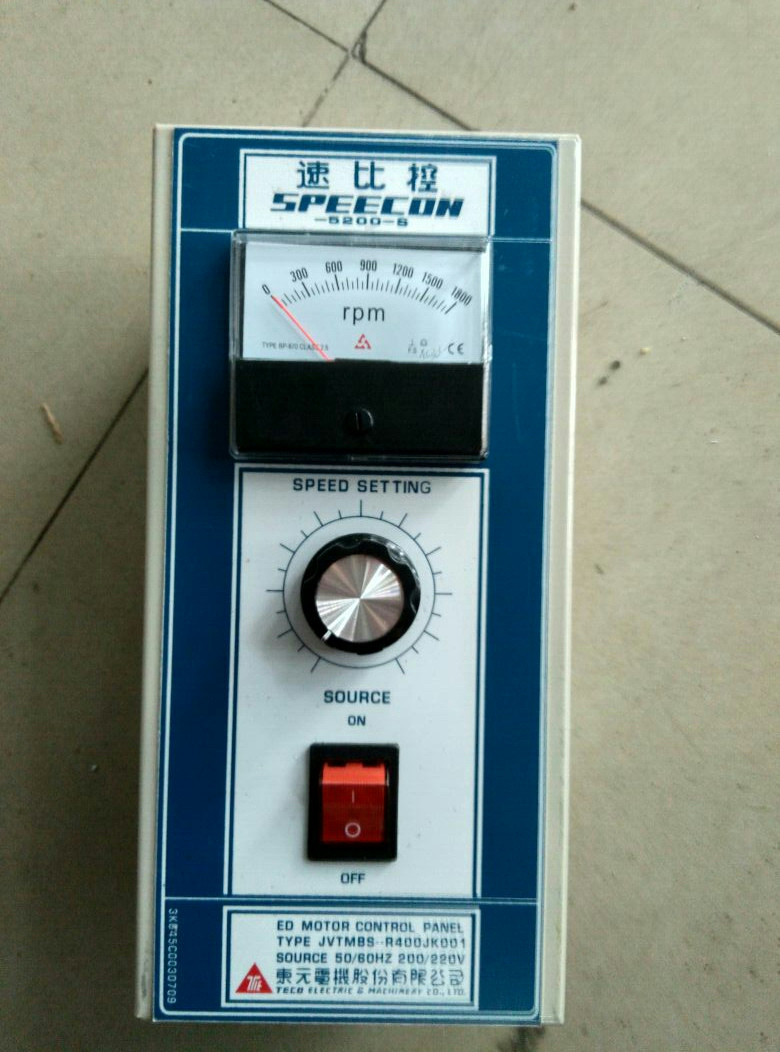 速比控
SPEECON
-5200-S
0 300 600 900 1200 1500 1800
rpm
CE
SPEED SETTING
SOURCE
ON
I
O
OFF
ED MOTOR CONTROL PANEL
TYPE JVTMBS--R400JK001
SOURCE 50/60HZ 200/220V
東元電機股份有限公司
TECO ELECTRIC & MACHINERY CO., LTD.